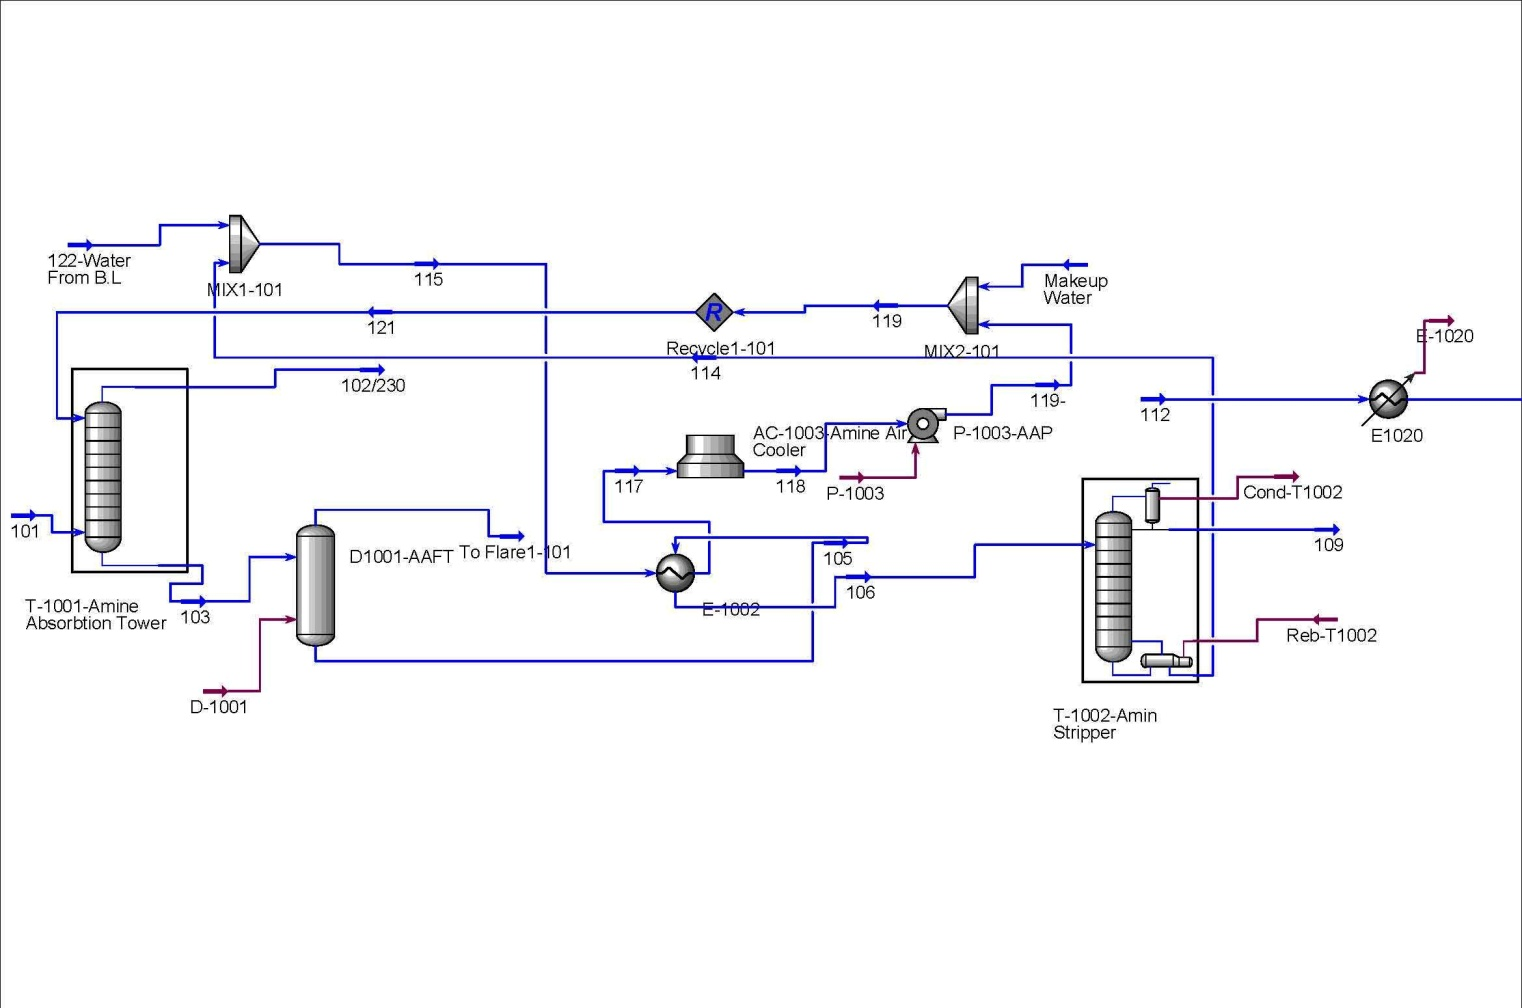 122-Water
From B.L
MIX1-101
115
121
R
Recycle1-101
119
MIX2-101
Makeup
Water
114
102/230
119-
E-1020
112
E1020
AC-1003-Amine Air
Cooler
P-1003-AAP
117
118
P-1003
Cond-T1002
101
D1001-AAFT
To Flare1-101
105
109
106
E-1002
T-1001-Amine
Absorbtion Tower
103
Reb-T1002
D-1001
T-1002-Amin
Stripper